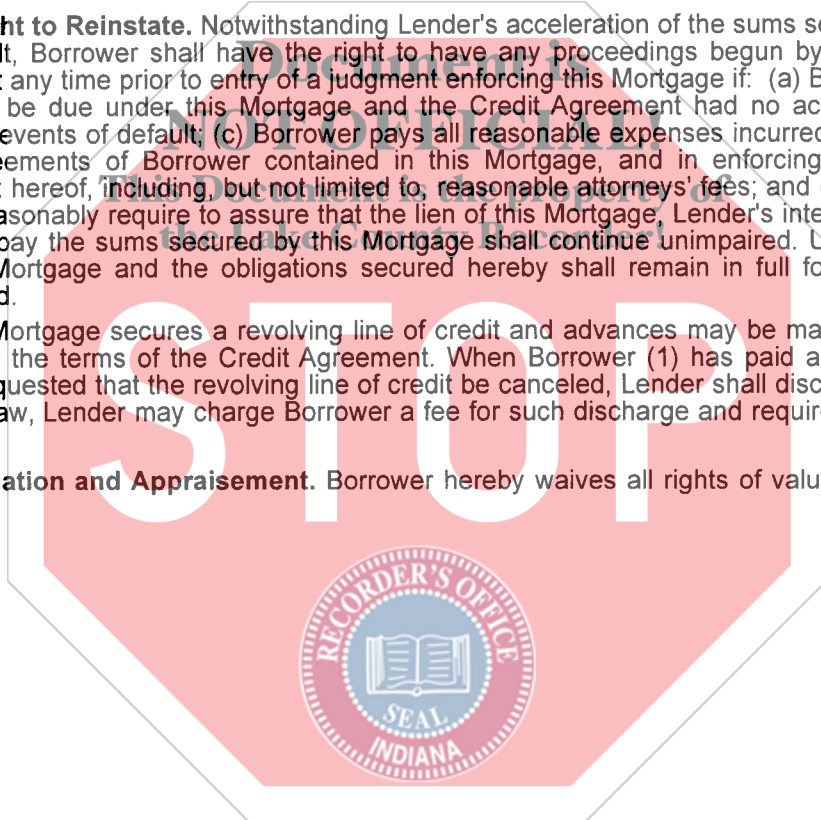 ht to Reinstate. Notwithstanding Lender's acceleration of the sums se
lt, Borrower shall have the right to have any proceedings begun by
t any time prior to entry of a judgment enforcing this Mortgage if: (a) B
be due under this Mortgage and the Credit Agreement had no ac
events of default; (c) Borrower pays all reasonable expenses incurred
eements of Borrower contained in this Mortgage, and in enforcing
t hereof, including, but not limited to, reasonable attorneys' fees; and (
asonably require to assure that the lien of this Mortgage, Lender's inte
pay the sums secured by this Mortgage shall continue unimpaired. U
Mortgage and the obligations secured hereby shall remain in full fo
d.
Mortgage secures a revolving line of credit and advances may be ma
the terms of the Credit Agreement. When Borrower (1) has paid a
quested that the revolving line of credit be canceled, Lender shall disc
aw, Lender may charge Borrower a fee for such discharge and require
ation and Appraisement. Borrower hereby waives all rights of valu
Document is
NOT OFFICIAL!
This Document is the property of
the Lake County Recorder!
STOP
RECORDER'S OFFICE
SEAL
INDIANA